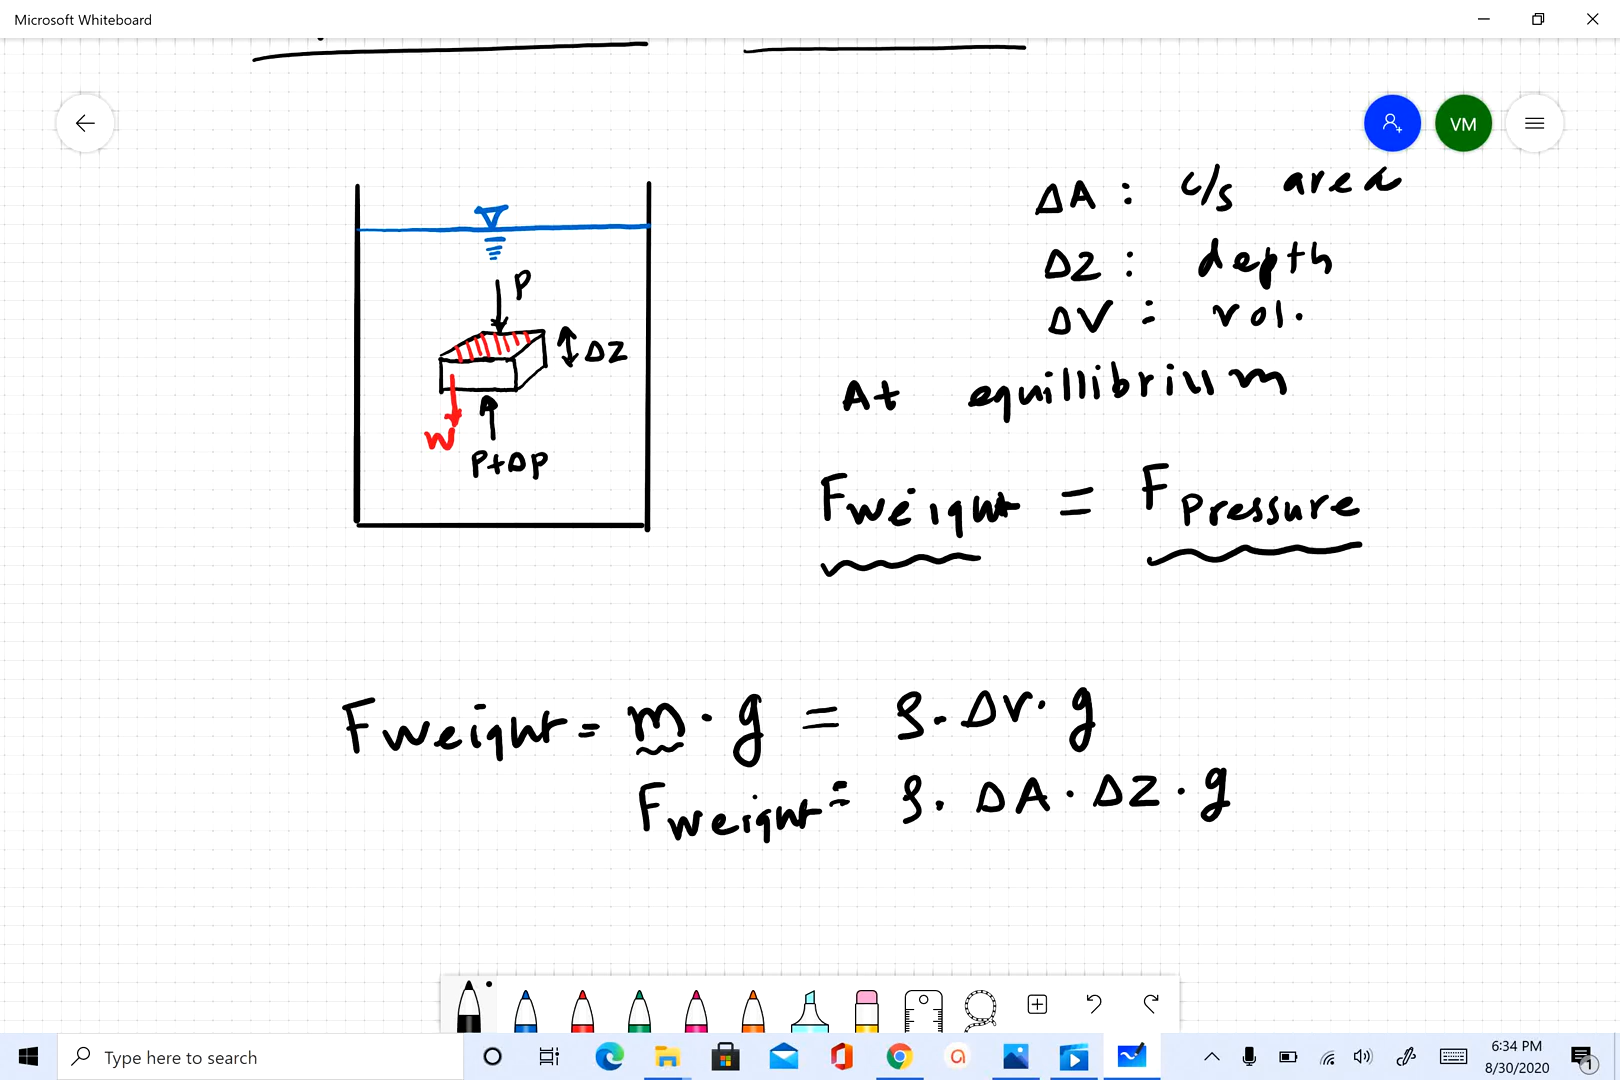 Microsoft Whiteboard
VM
ΔA : c/s area
ΔZ : depth
ΔV : vol.
P
ΔZ
W
P+ΔP
At equillibrium
Fweight = FPressure
Fweight = m · g = ρ · ΔV · g
Fweight = ρ · ΔA · ΔZ · g
Type here to search
6:34 PM
8/30/2020
1